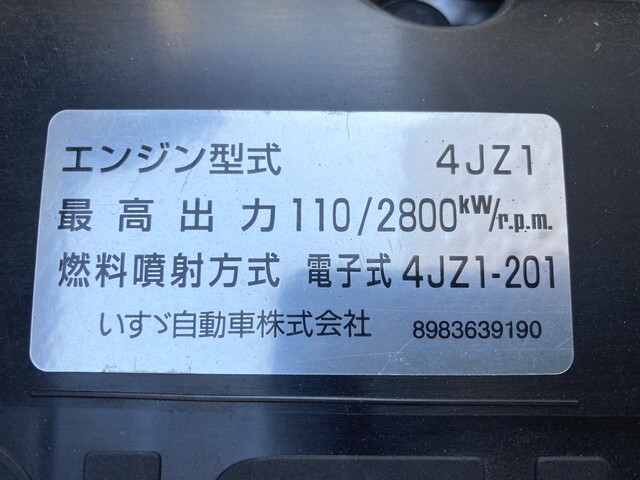 エンジン型式 4JZ1
最高出力 110/2800kW/r.p.m.
燃料噴射方式 電子式 4JZ1-201
いすゞ自動車株式会社 8983639190